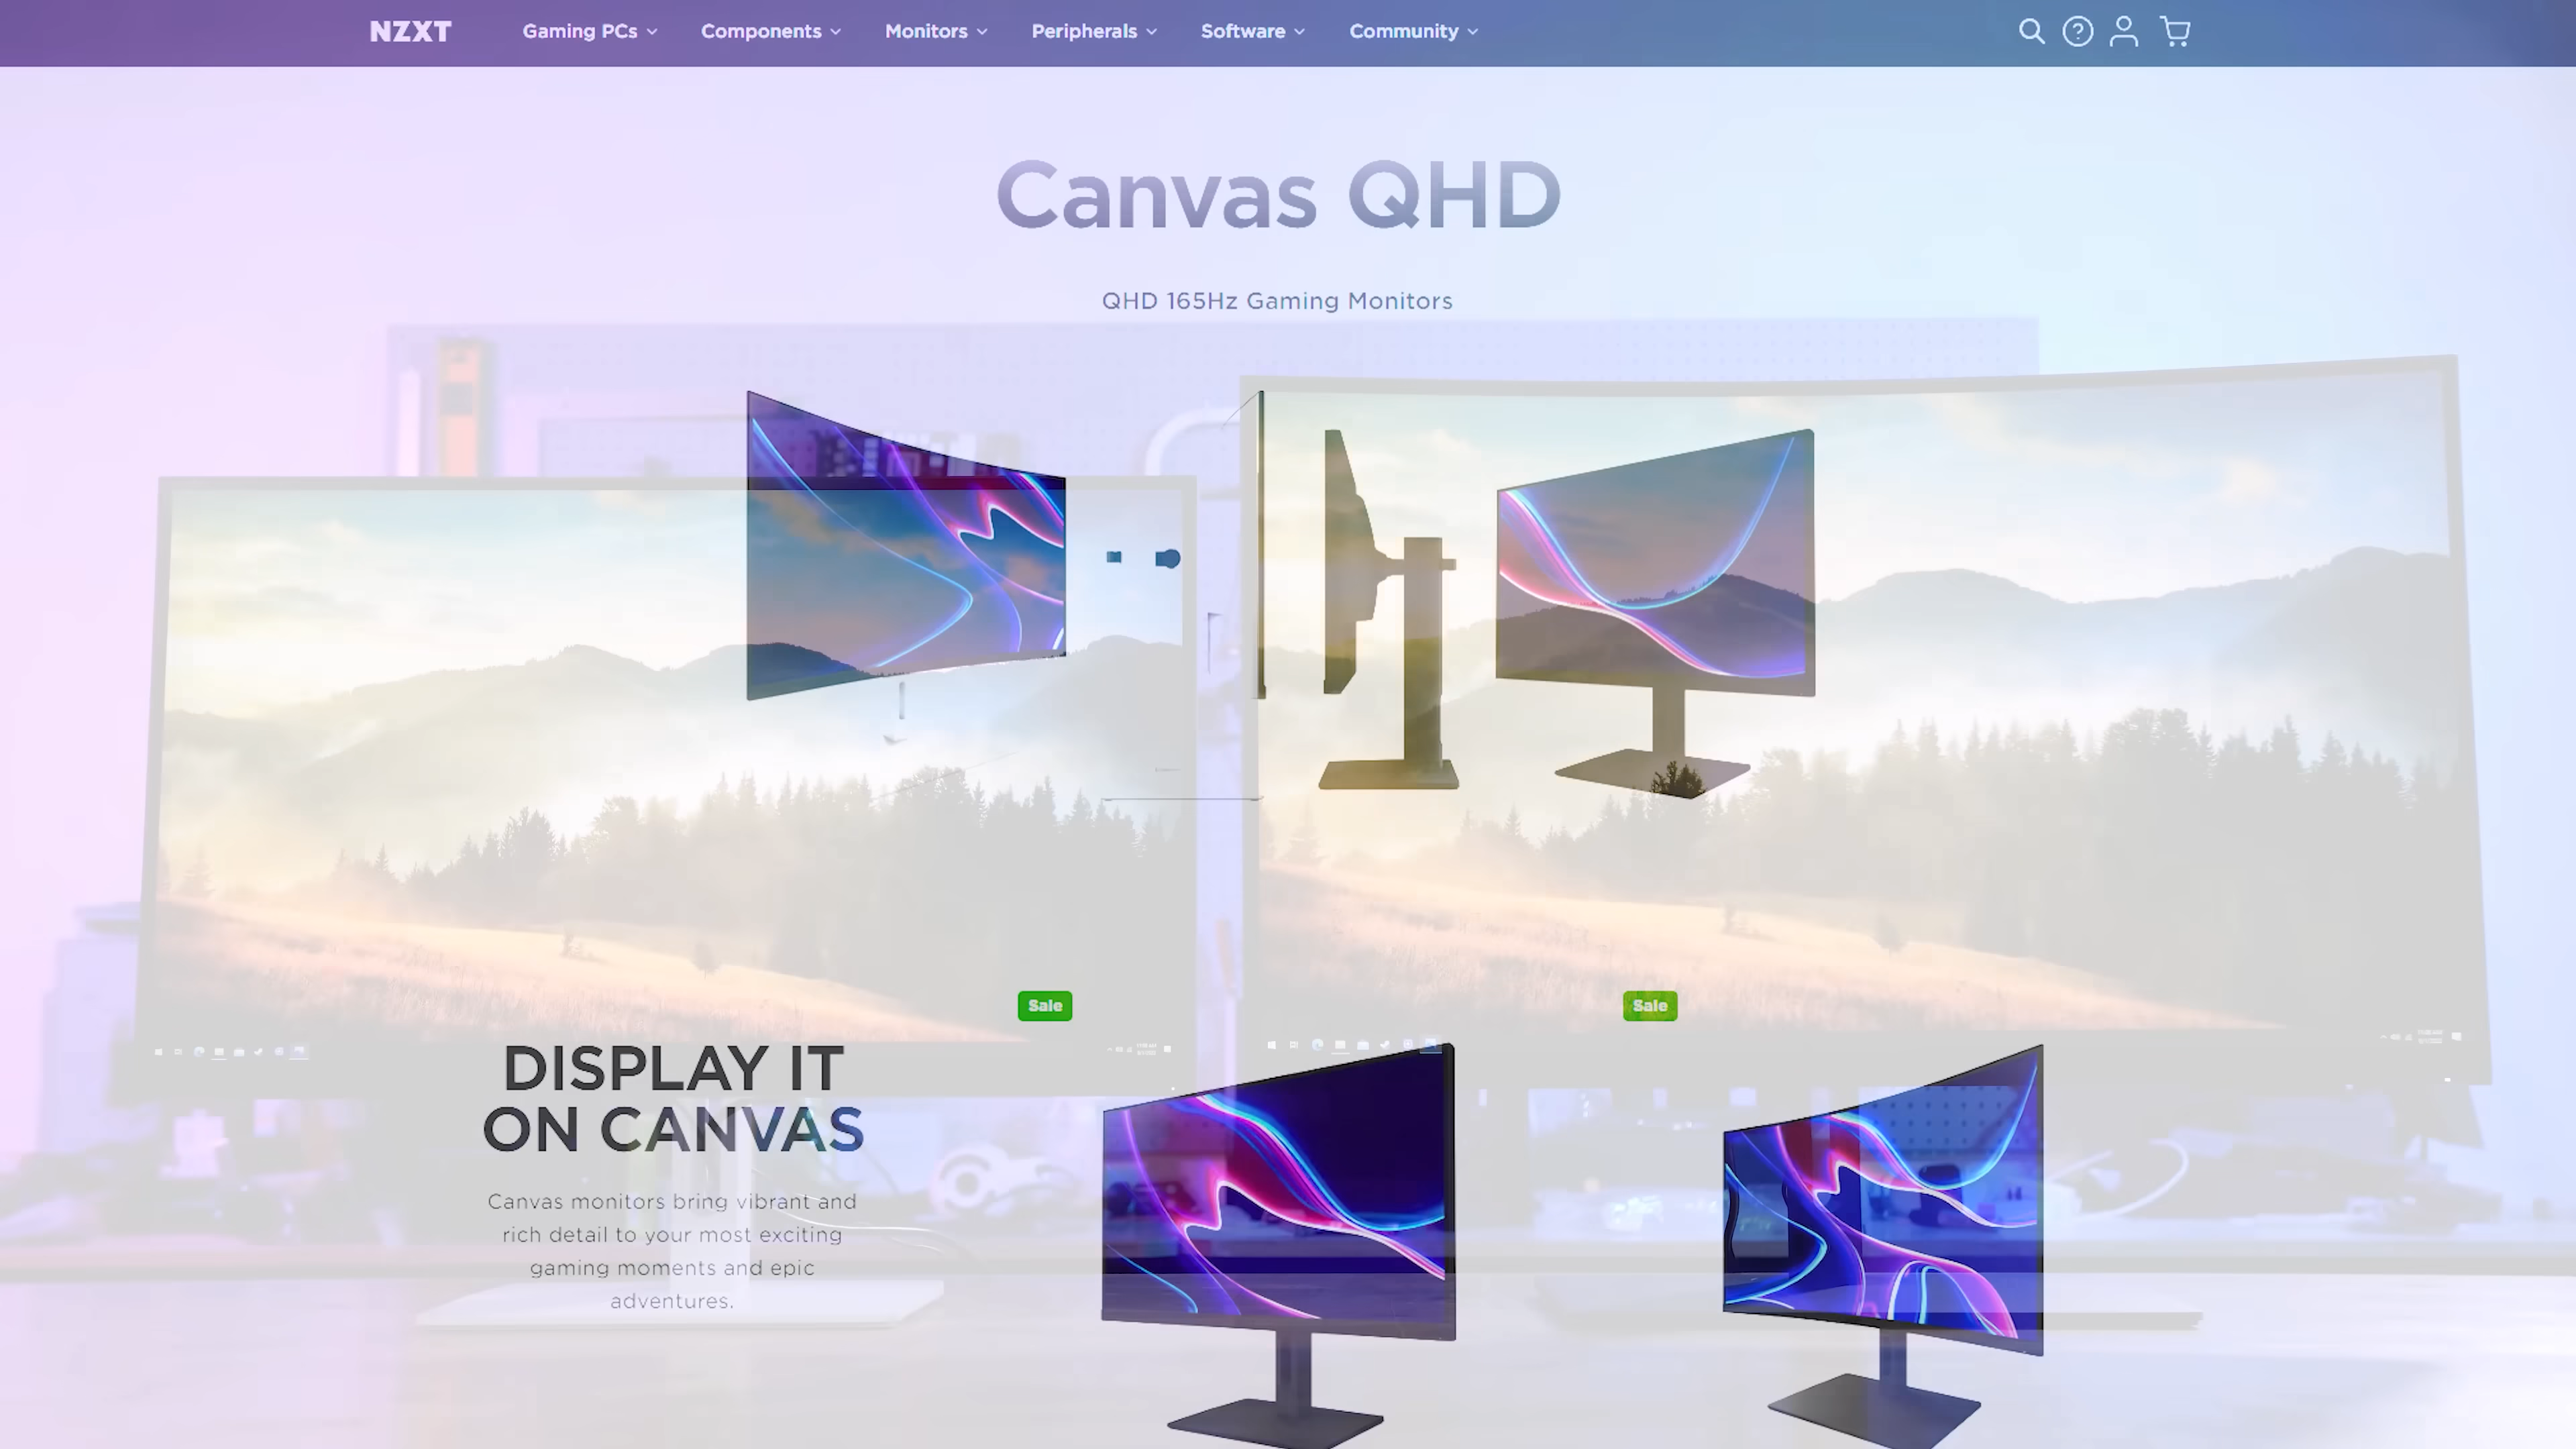 NZXT
Gaming PCs
Components
Monitors
Peripherals
Software
Community
Canvas QHD
QHD 165Hz Gaming Monitors
Sale
Sale
DISPLAY IT
ON CANVAS
Canvas monitors bring vibrant and
rich detail to your most exciting
gaming moments and epic
adventures.